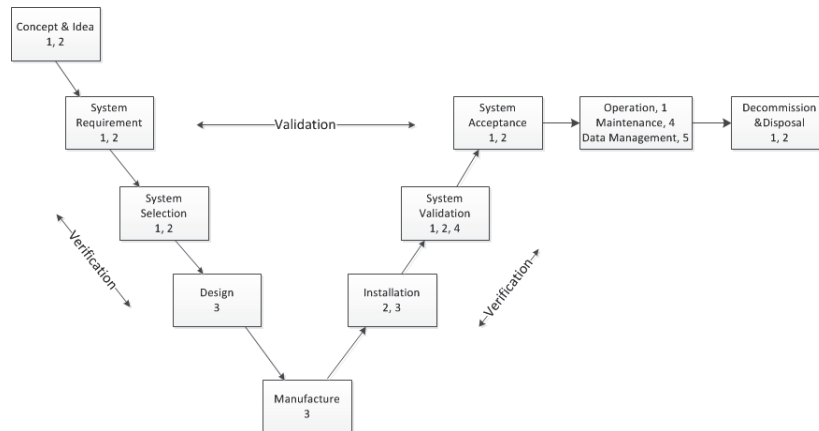 Concept & Idea
1, 2
System
Requirement
1, 2
Validation
System
Acceptance
1, 2
Operation, 1
Maintenance, 4
Data Management, 5
Decommission
&Disposal
1, 2
System
Selection
1, 2
System
Validation
1, 2, 4
Verification
Design
3
Installation
2, 3
Verification
Manufacture
3